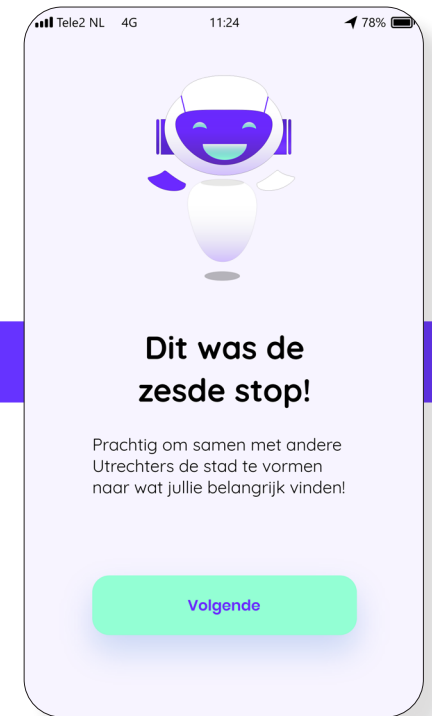 Tele2 NL 4G 11:24 78%
Dit was de
zesde stop!
Prachtig om samen met andere
Utrechters de stad te vormen
naar wat jullie belangrijk vinden!
Volgende